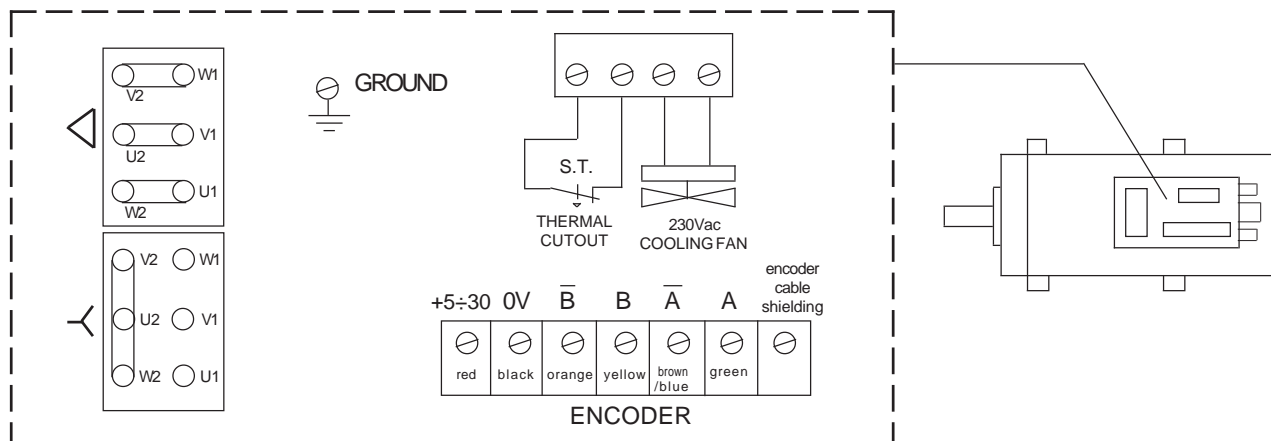 W1
V2
V1
U2
U1
W2
V2 W1
U2 V1
W2 U1
GROUND
S.T.
THERMAL
CUTOUT
230Vac
COOLING FAN
encoder
cable
shielding
+5÷30 0V B̅ B A̅ A
red black orange yellow brown /blue green
ENCODER